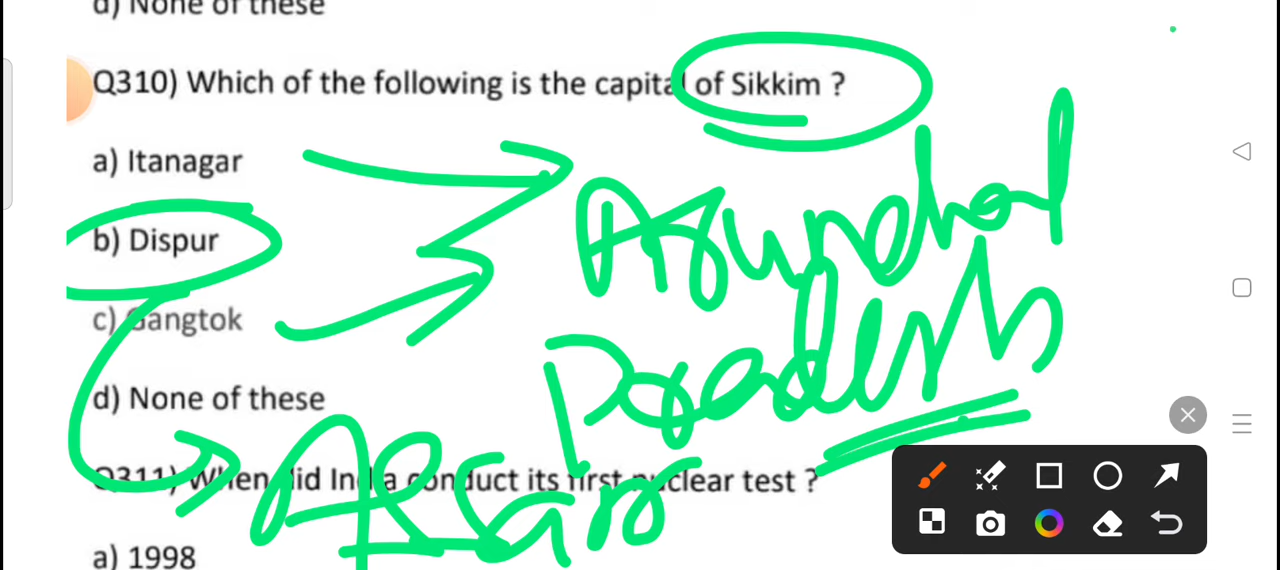 d) None of these
Q310) Which of the following is the capital of Sikkim ?
a) Itanagar
Arunchal
b) Dispur
c) Gangtok
Pradesh
d) None of these
Assam
Q311) When did India conduct its first nuclear test ?
a) 1998